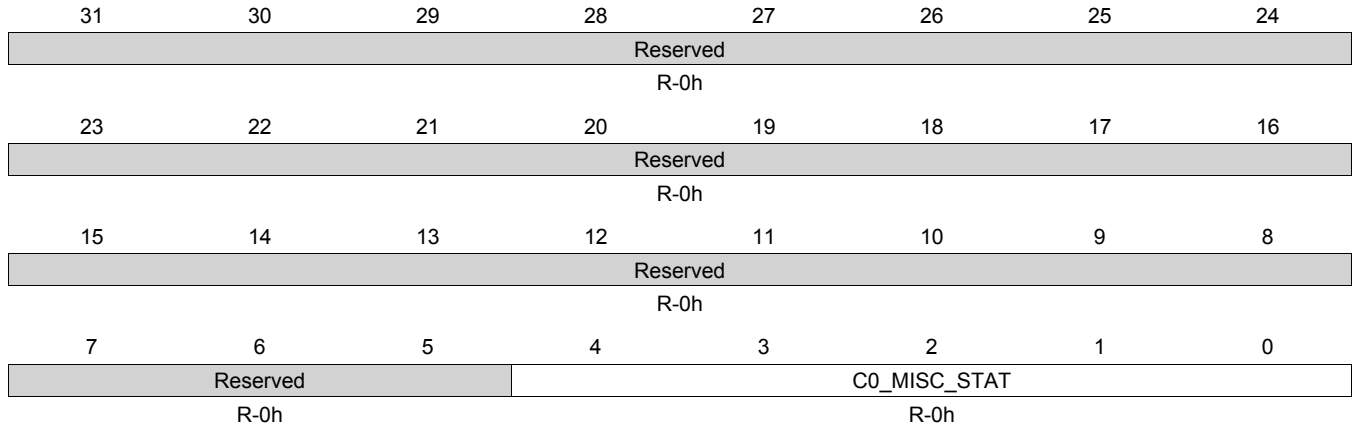 31 30 29 28 27 26 25 24
Reserved
R-0h
23 22 21 20 19 18 17 16
Reserved
R-0h
15 14 13 12 11 10 9 8
Reserved
R-0h
7 6 5 4 3 2 1 0
Reserved C0_MISC_STAT
R-0h R-0h